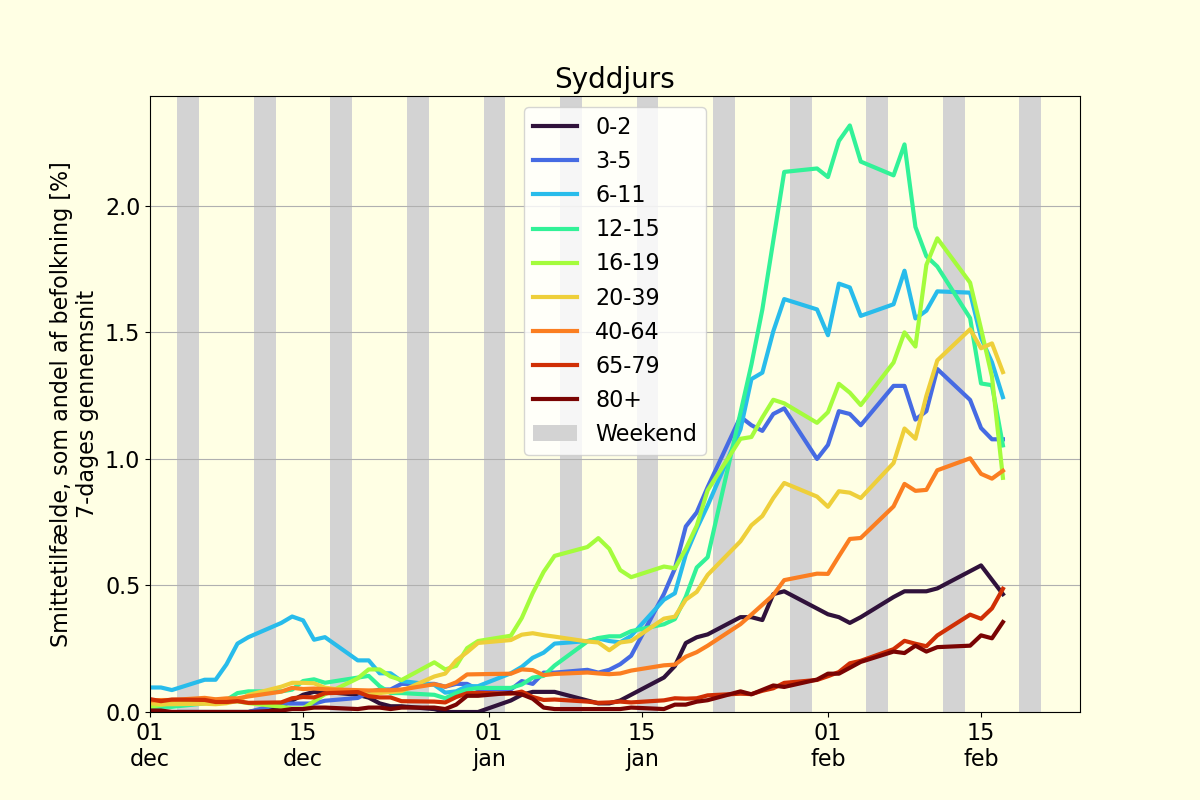 Syddjurs
Smittetilfælde, som andel af befolkning [%]
7-dages gennemsnit
2.0
1.5
1.0
0.5
0.0
0-2
3-5
6-11
12-15
16-19
20-39
40-64
65-79
80+
Weekend
01 15 01 15 01 15
dec dec jan jan feb feb